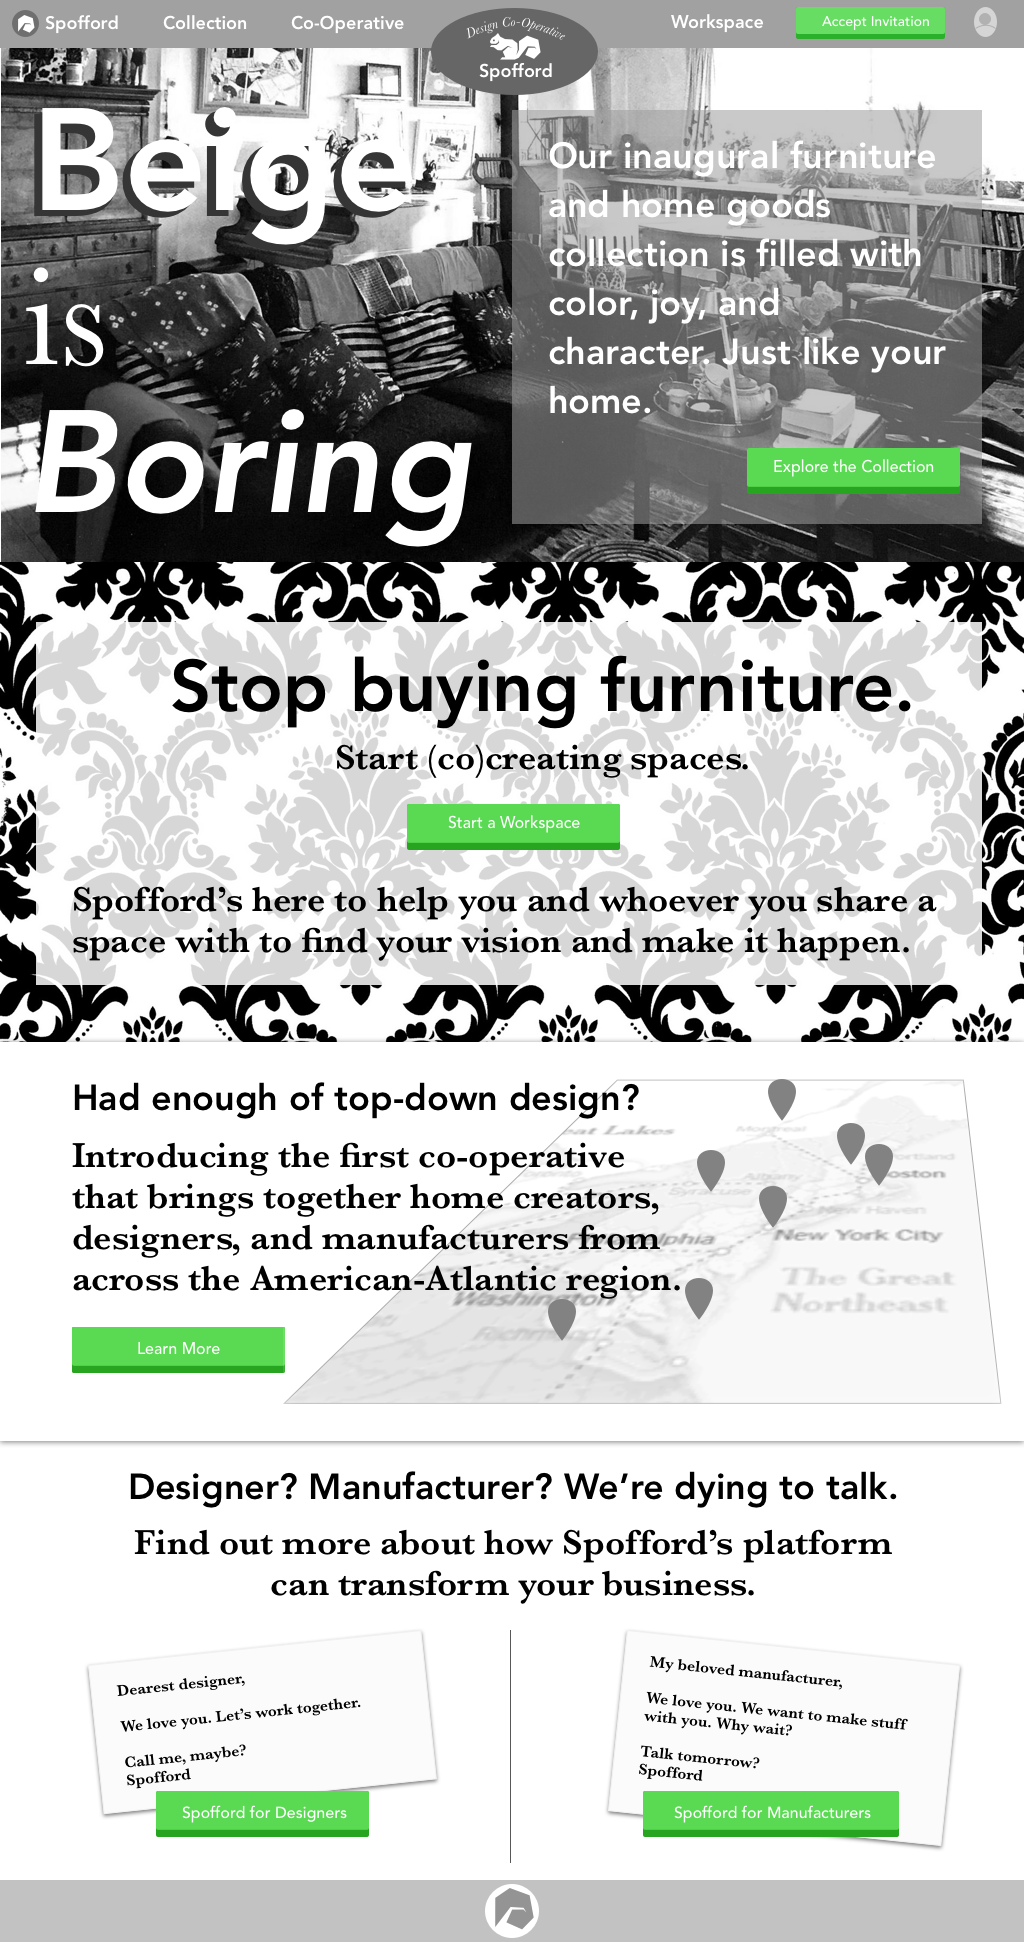 Spofford
Collection
Co-Operative
Design Co-Operative
Spofford
Workspace
Accept Invitation
Beige
is
Boring
Our inaugural furniture
and home goods
collection is filled with
color, joy, and
character. Just like your
home.
Explore the Collection
Stop buying furniture.
Start (co)creating spaces.
Start a Workspace
Spofford’s here to help you and whoever you share a
space with to find your vision and make it happen.
Had enough of top-down design?
Introducing the first co-operative
that brings together home creators,
designers, and manufacturers from
across the American-Atlantic region.
Learn More
Lakes
Montreal
Portland
Albany
Syracuse
Boston
New Haven
Philadelphia
New York City
The Great
Northeast
Washington
Richmond
Designer? Manufacturer? We’re dying to talk.
Find out more about how Spofford’s platform
can transform your business.
Dearest designer,
We love you. Let’s work together.
Call me, maybe?
Spofford
Spofford for Designers
My beloved manufacturer,
We love you. We want to make stuff
with you. Why wait?
Talk tomorrow?
Spofford
Spofford for Manufacturers